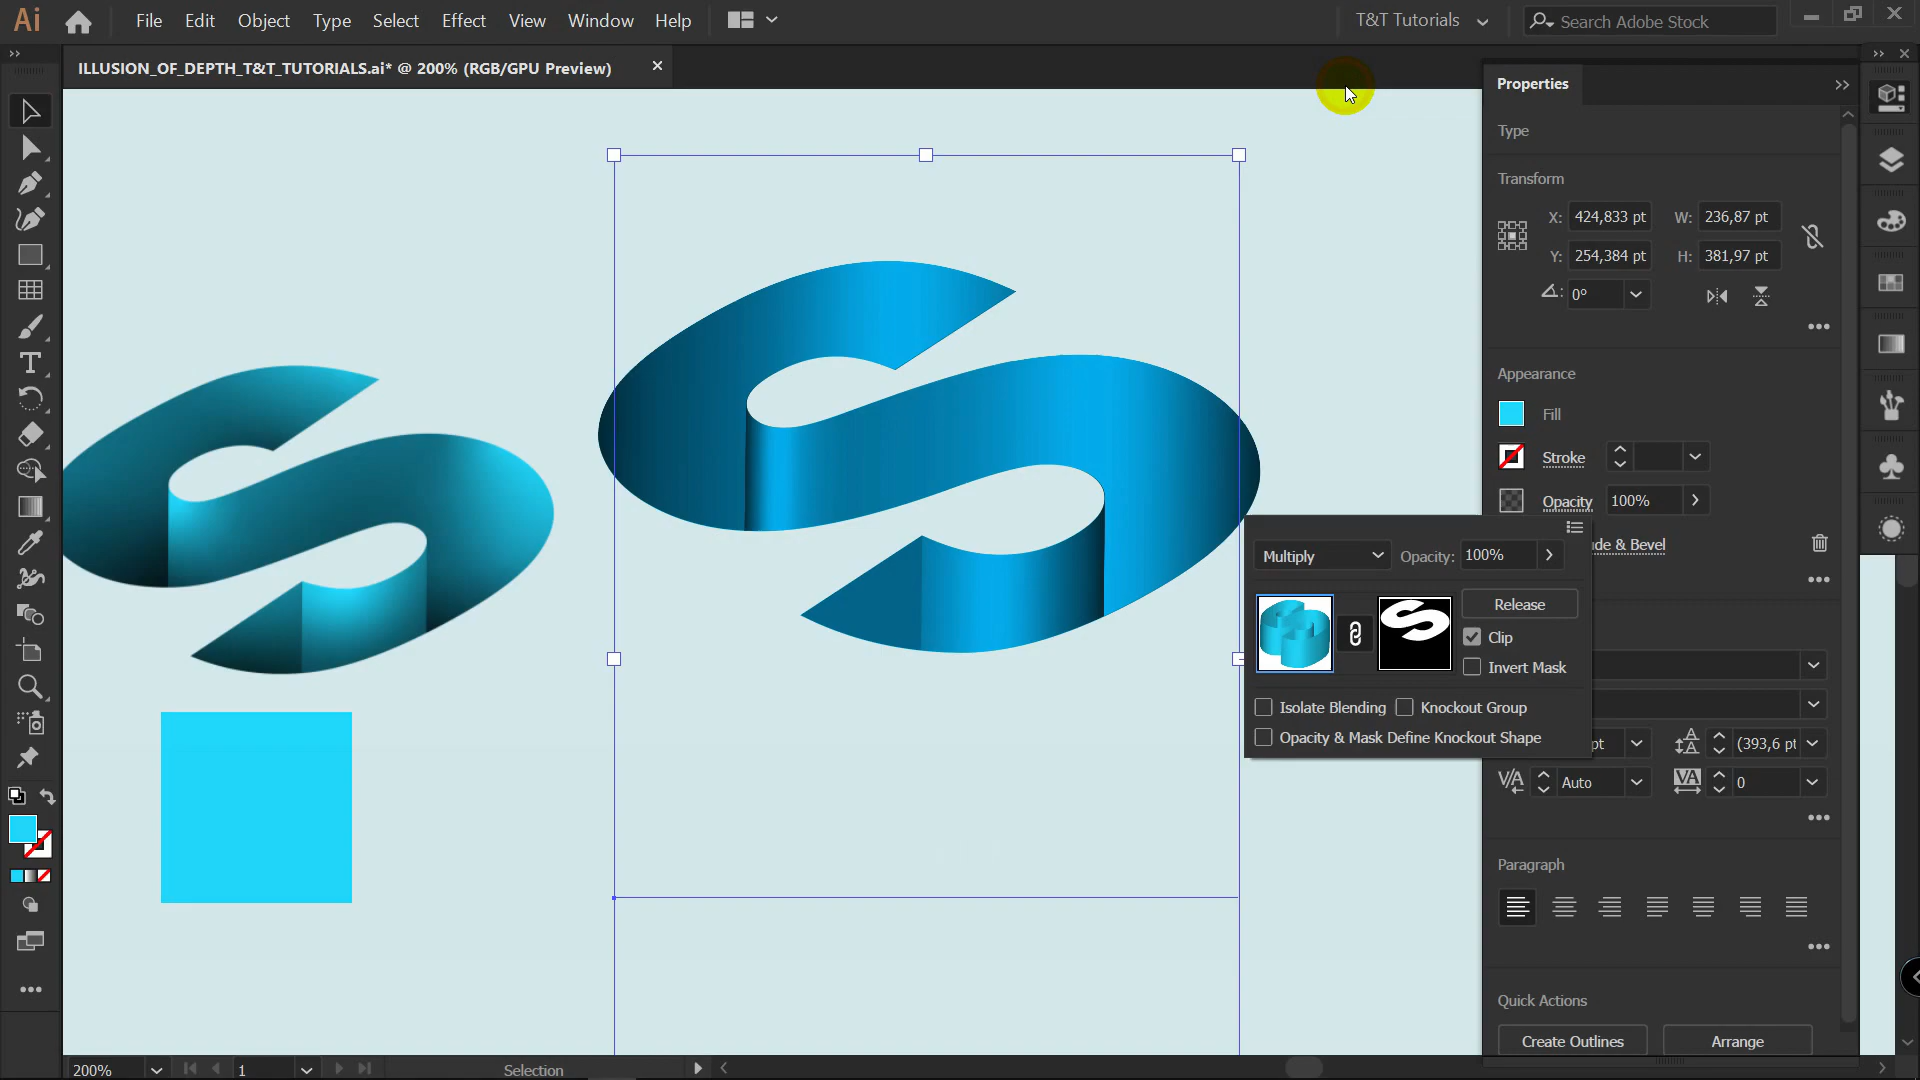 Ai File Edit Object Type Select Effect View Window Help T&T Tutorials Search Adobe Stock
ILLUSION_OF_DEPTH_T&T_TUTORIALS.ai* @ 200% (RGB/GPU Preview)
Properties
Type
Transform
X: 424,833 pt W: 236,87 pt
Y: 254,384 pt H: 381,97 pt
0°
Appearance
Fill
Stroke
Opacity 100%
de & Bevel
Multiply Opacity: 100%
Release
Clip
Invert Mask
Isolate Blending Knockout Group
Opacity & Mask Define Knockout Shape
pt (393,6 pt
Auto 0
Paragraph
Quick Actions
Create Outlines Arrange
200% 1 Selection